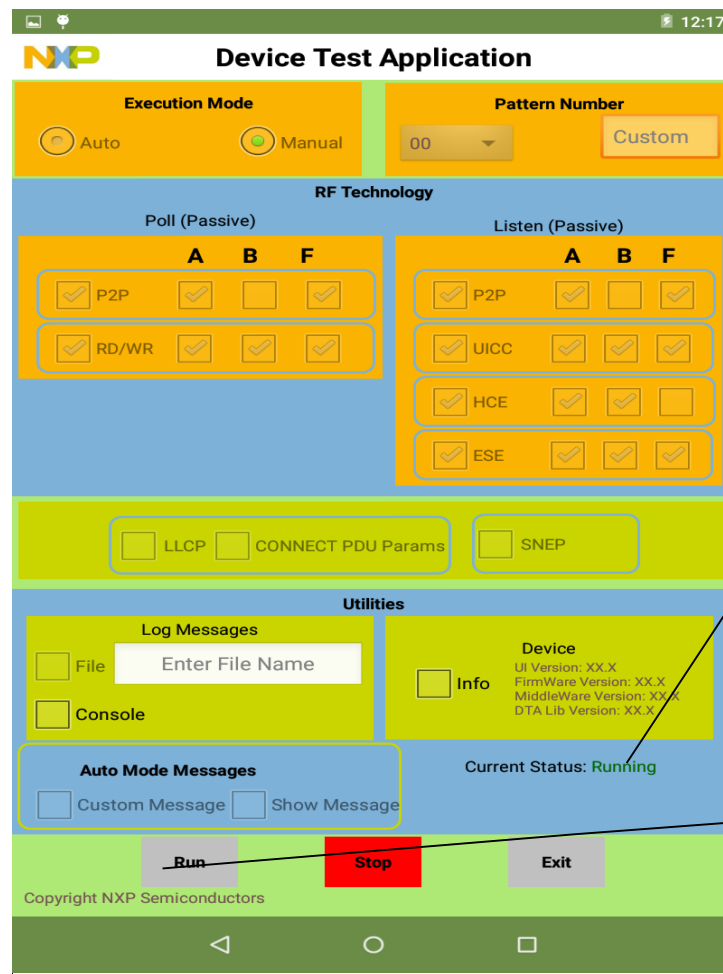 12:17
NXP
Device Test Application
Execution Mode
Auto
Manual
Pattern Number
00
Custom
RF Technology
Poll (Passive)
A B F
P2P
RD/WR
Listen (Passive)
A B F
P2P
UICC
HCE
ESE
LLCP
CONNECT PDU Params
SNEP
Utilities
Log Messages
File
Enter File Name
Console
Info
Device
UI Version: XX.X
FirmWare Version: XX.X
MiddleWare Version: XX.X
DTA Lib Version: XX.X
Auto Mode Messages
Custom Message
Show Message
Current Status: Running
Run
Stop
Exit
Copyright NXP Semiconductors